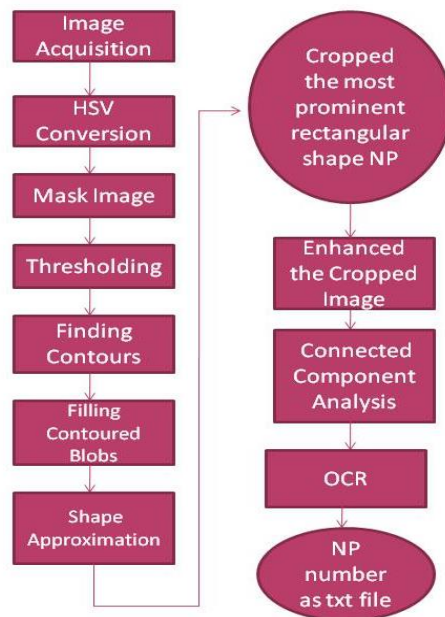 Image
Acquisition
HSV
Conversion
Mask Image
Thresholding
Finding
Contours
Filling
Contoured
Blobs
Shape
Approximation
Cropped
the most
prominent
rectangular
shape NP
Enhanced
the Cropped
Image
Connected
Component
Analysis
OCR
NP
number
as txt file